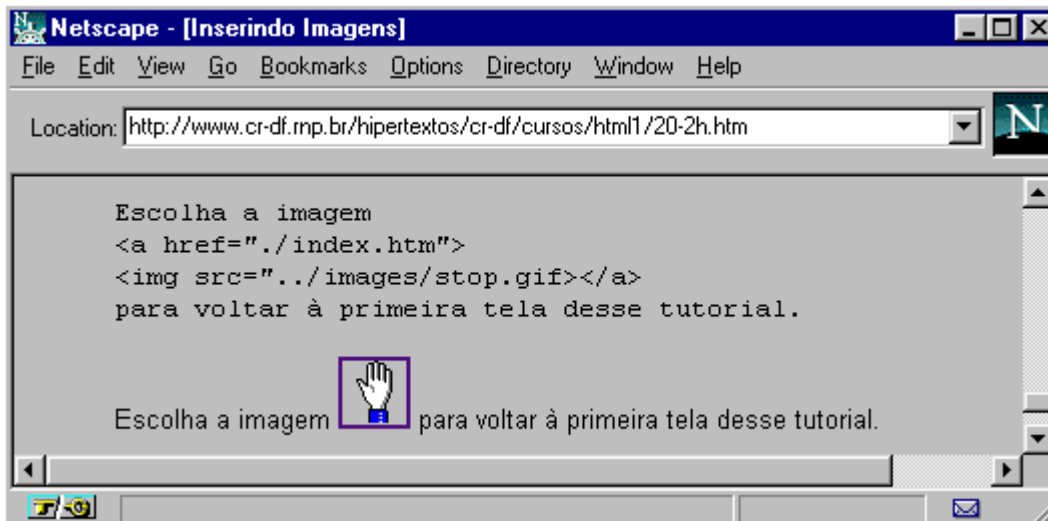 Netscape - [Inserindo Imagens]
File Edit View Go Bookmarks Options Directory Window Help
Location: http://www.cr-df.rnp.br/hipertextos/cr-df/cursos/html1/20-2h.htm
N
Escolha a imagem
<a href="./index.htm">
<img src="../images/stop.gif></a>
para voltar à primeira tela desse tutorial.
Escolha a imagem para voltar à primeira tela desse tutorial.